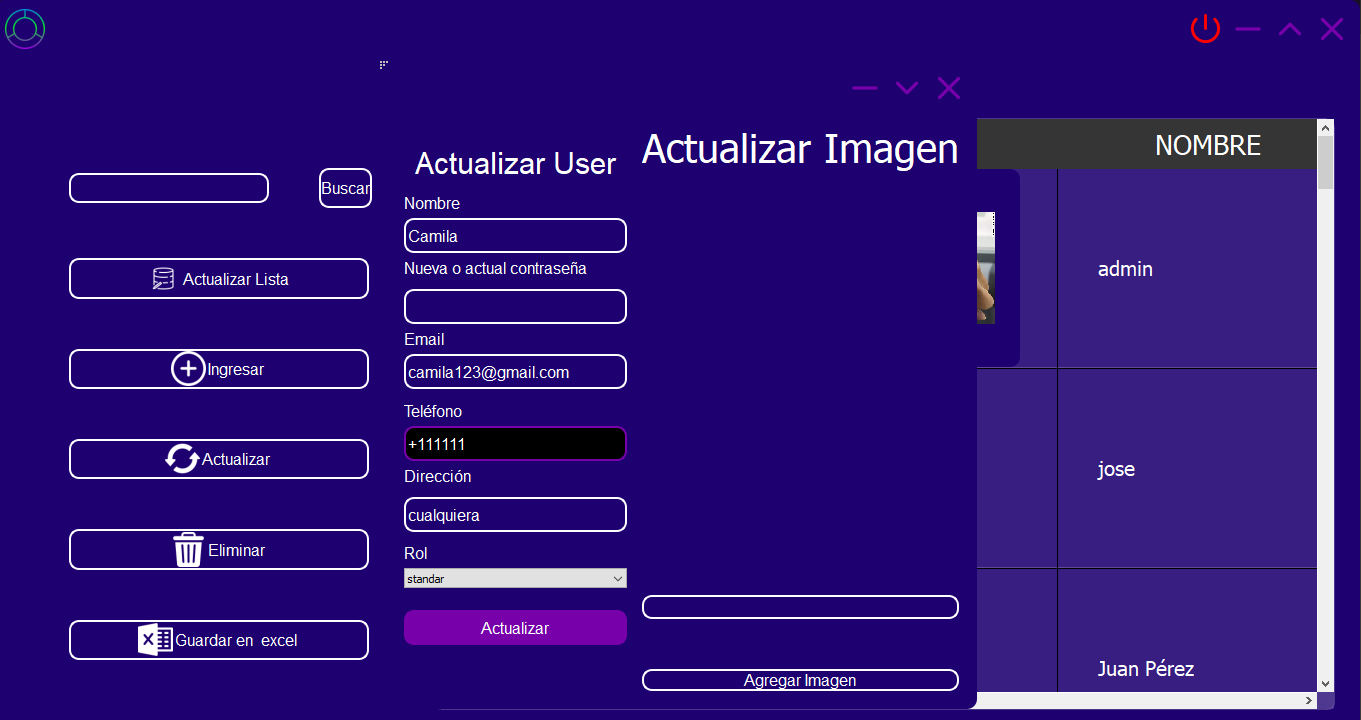 Buscar
Actualizar Lista
Ingresar
Actualizar
Eliminar
Guardar en excel
Actualizar User
Nombre
Camila
Nueva o actual contraseña
Email
camila123@gmail.com
Teléfono
+111111
Dirección
cualquiera
Rol
standar
Actualizar
Actualizar Imagen
Agregar Imagen
NOMBRE
admin
jose
Juan Pérez